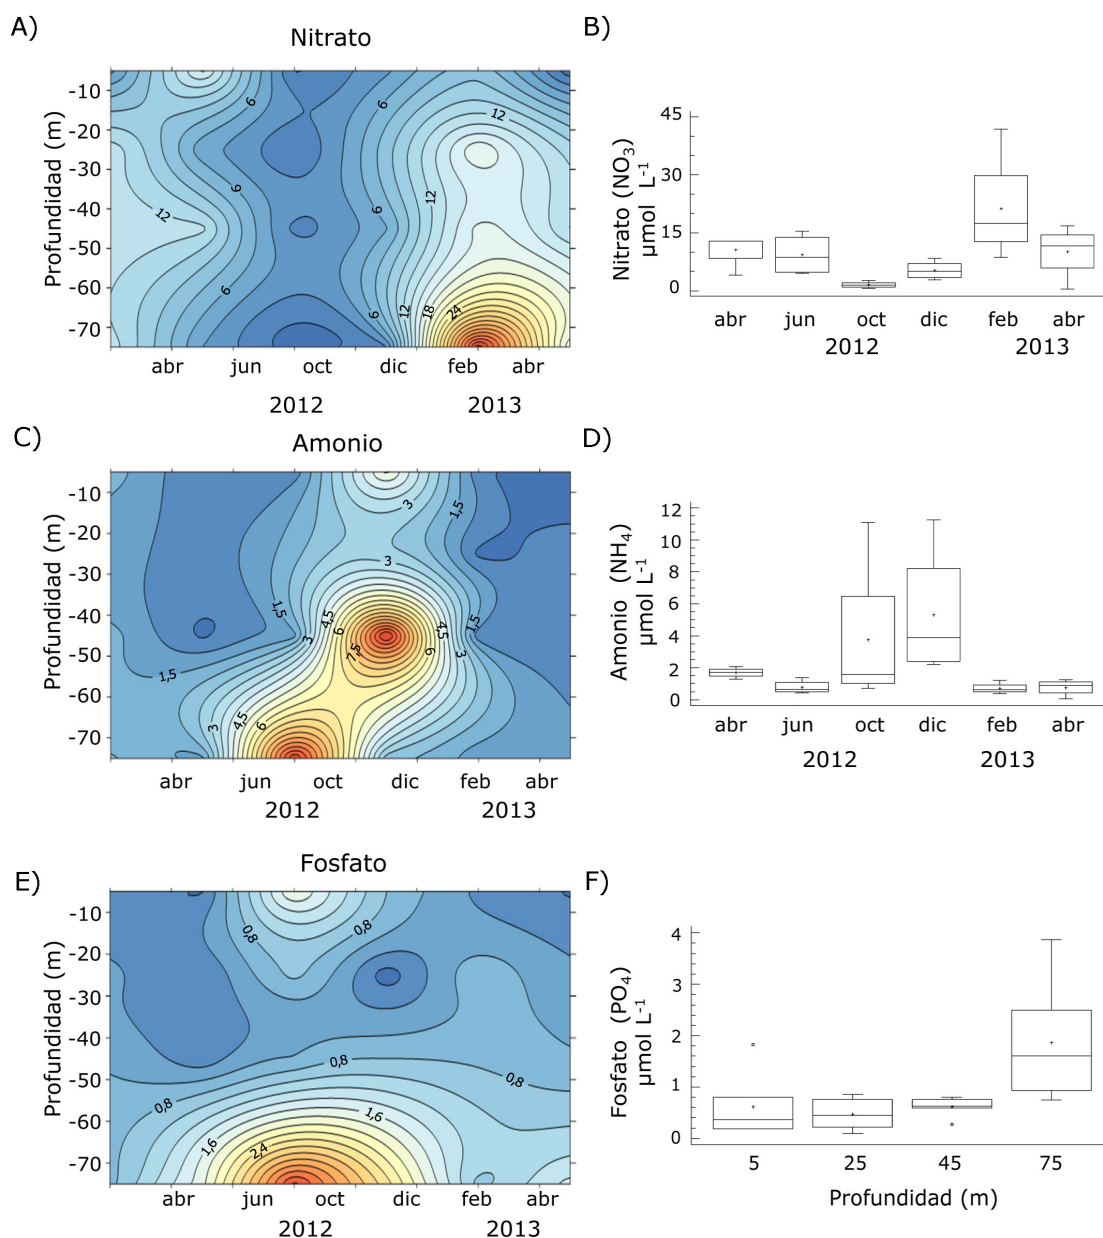 A)
Nitrato
Profundidad (m)
-10
-20
-30
-40
-50
-60
-70
6
12
6
6
6
12
12
6
6
12
18
24
abr
jun
oct
dic
feb
abr
2012
2013
B)
Nitrato (NO3)
µmol L-1
45
30
15
0
abr
jun
oct
dic
feb
abr
2012
2013
C)
Amonio
Profundidad (m)
-10
-20
-30
-40
-50
-60
-70
3
1,5
3
1,5
4,5
3
6
7,5
4,5
1,5
6
3
1,5
3
4,5
6
abr
jun
oct
dic
feb
abr
2012
2013
D)
Amonio (NH4)
µmol L-1
12
10
8
6
4
2
0
abr
jun
oct
dic
feb
abr
2012
2013
E)
Fosfato
Profundidad (m)
-10
-20
-30
-40
-50
-60
-70
0,8
0,8
0,8
0,8
0,8
1,6
1,6
2,4
abr
jun
oct
dic
feb
abr
2012
2013
F)
Fosfato (PO4)
µmol L-1
4
3
2
1
0
5
25
45
75
Profundidad (m)